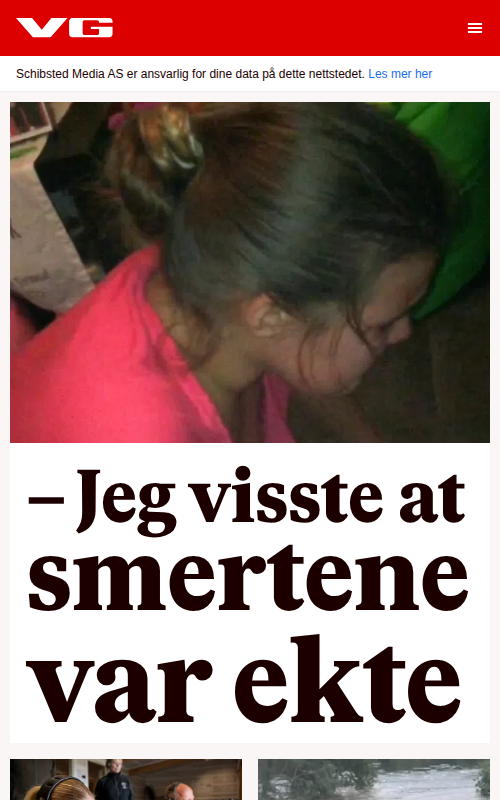 VG
Schibsted Media AS er ansvarlig for dine data på dette nettstedet. Les mer her
– Jeg visste at
smertene
var ekte